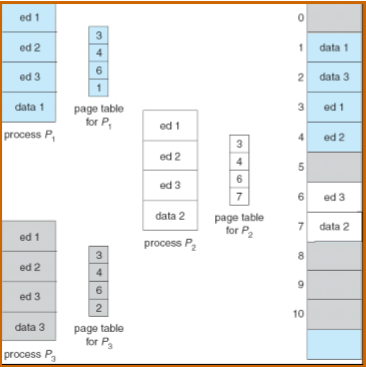 ed 1
ed 2
ed 3
data 1
process P1
3
4
6
1
page table
for P1
ed 1
ed 2
ed 3
data 2
process P2
3
4
6
7
page table
for P2
ed 1
ed 2
ed 3
data 3
process P3
3
4
6
2
page table
for P3
0
1 data 1
2 data 3
3 ed 1
4 ed 2
5
6 ed 3
7 data 2
8
9
10